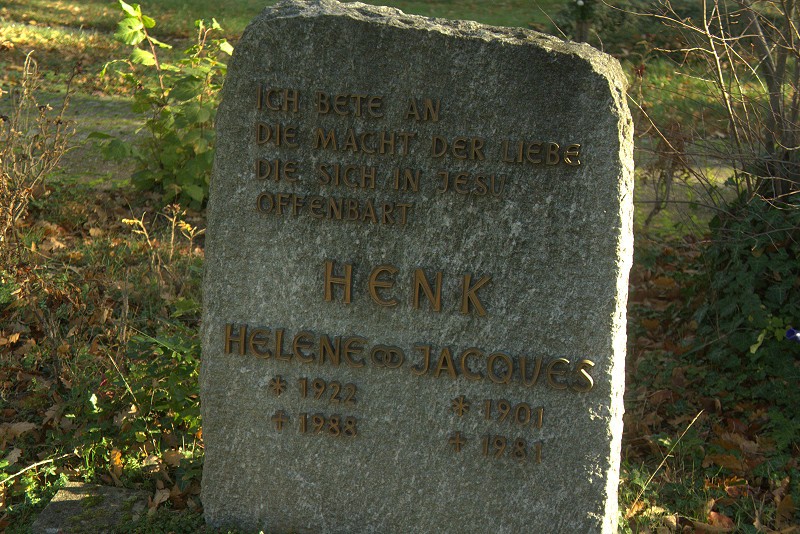 ICH BETE AN
DIE MACHT DER LIEBE
DIE SICH IN JESU
OFFENBART
HENK
HELENE ⚭ JACQUES
* 1922 * 1901
† 1988 † 1981